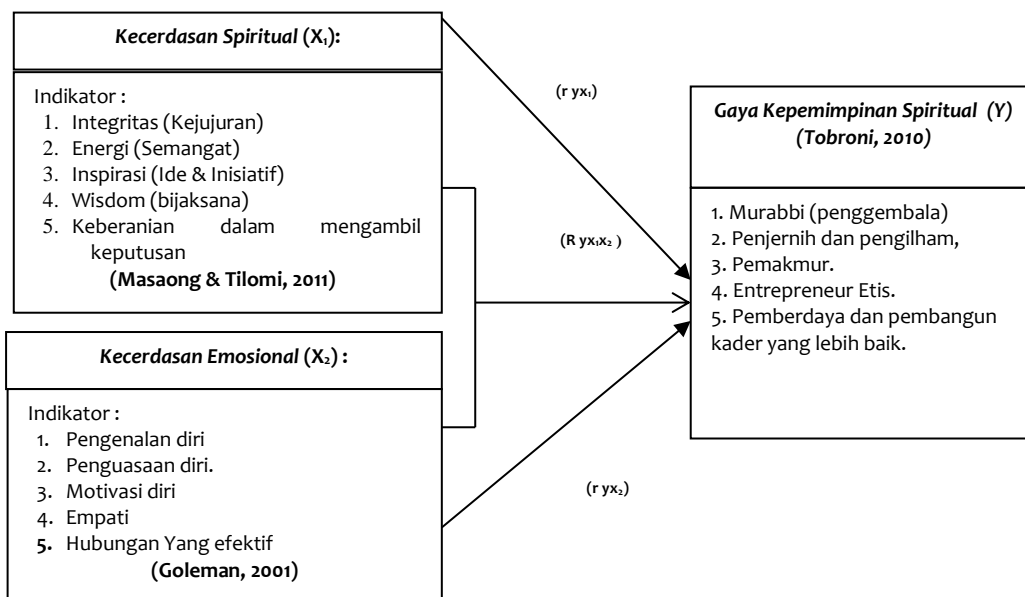 Kecerdasan Spiritual (X₁):
Indikator :
1. Integritas (Kejujuran)
2. Energi (Semangat)
3. Inspirasi (Ide & Inisiatif)
4. Wisdom (bijaksana)
5. Keberanian dalam mengambil
keputusan
(Masaong & Tilomi, 2011)
Kecerdasan Emosional (X₂) :
Indikator :
1. Pengenalan diri
2. Penguasaan diri.
3. Motivasi diri
4. Empati
5. Hubungan Yang efektif
(Goleman, 2001)
(r yx₁)
(R yx₁x₂ )
(r yx₂)
Gaya Kepemimpinan Spiritual (Y)
(Tobroni, 2010)
1. Murabbi (penggembala)
2. Penjernih dan pengilham,
3. Pemakmur.
4. Entrepreneur Etis.
5. Pemberdaya dan pembangun
kader yang lebih baik.